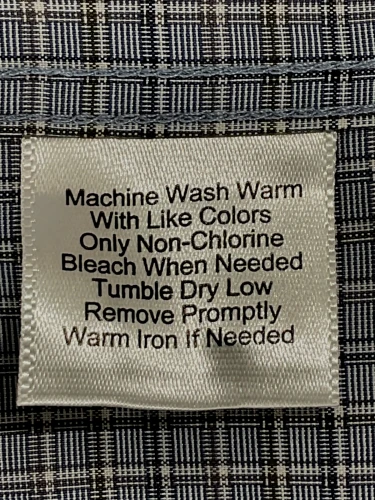 Machine Wash Warm
With Like Colors
Only Non-Chlorine
Bleach When Needed
Tumble Dry Low
Remove Promptly
Warm Iron If Needed